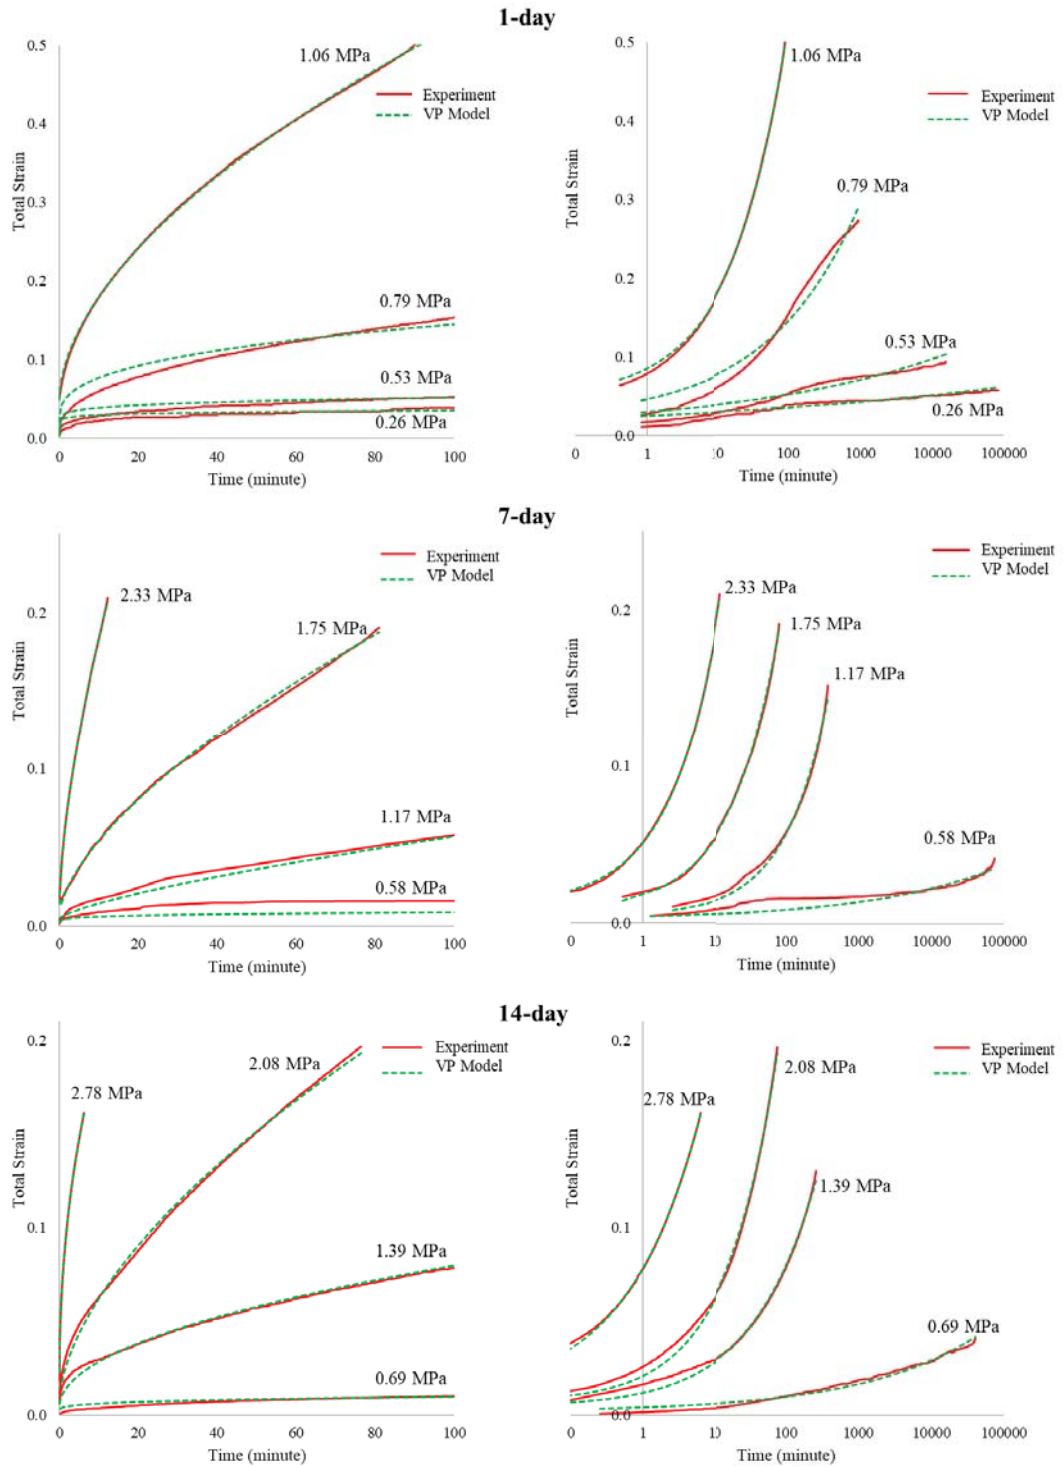 1-day
0.5
0.4
0.3
0.2
0.1
0.0
Total Strain
1.06 MPa
Experiment
VP Model
0.79 MPa
0.53 MPa
0.26 MPa
0 20 40 60 80 100
Time (minute)
0.5
0.4
0.3
0.2
0.1
0.0
Total Strain
1.06 MPa
Experiment
VP Model
0.79 MPa
0.53 MPa
0.26 MPa
0 1 10 100 1000 10000 100000
Time (minute)
7-day
0.2
0.1
0.0
Total Strain
Experiment
VP Model
2.33 MPa
1.75 MPa
1.17 MPa
0.58 MPa
0 20 40 60 80 100
Time (minute)
0.2
0.1
0.0
Total Strain
Experiment
VP Model
2.33 MPa
1.75 MPa
1.17 MPa
0.58 MPa
0 1 10 100 1000 10000 100000
Time (minute)
14-day
0.2
0.1
0.0
Total Strain
Experiment
VP Model
2.08 MPa
2.78 MPa
1.39 MPa
0.69 MPa
0 20 40 60 80 100
Time (minute)
0.2
0.1
0.0
Total Strain
Experiment
VP Model
2.08 MPa
2.78 MPa
1.39 MPa
0.69 MPa
0 1 10 100 1000 10000 100000
Time (minute)